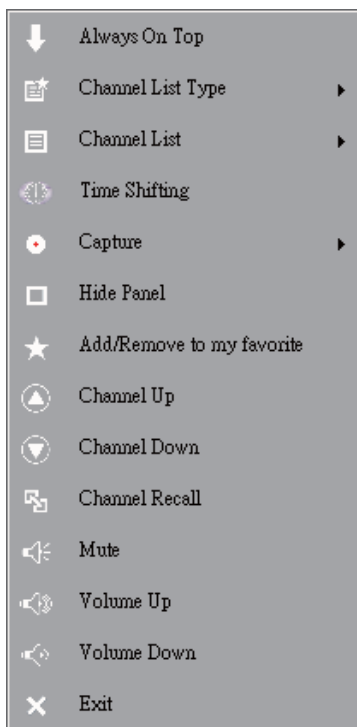 Always On Top
Channel List Type
Channel List
Time Shifting
Capture
Hide Panel
Add/Remove to my favorite
Channel Up
Channel Down
Channel Recall
Mute
Volume Up
Volume Down
Exit